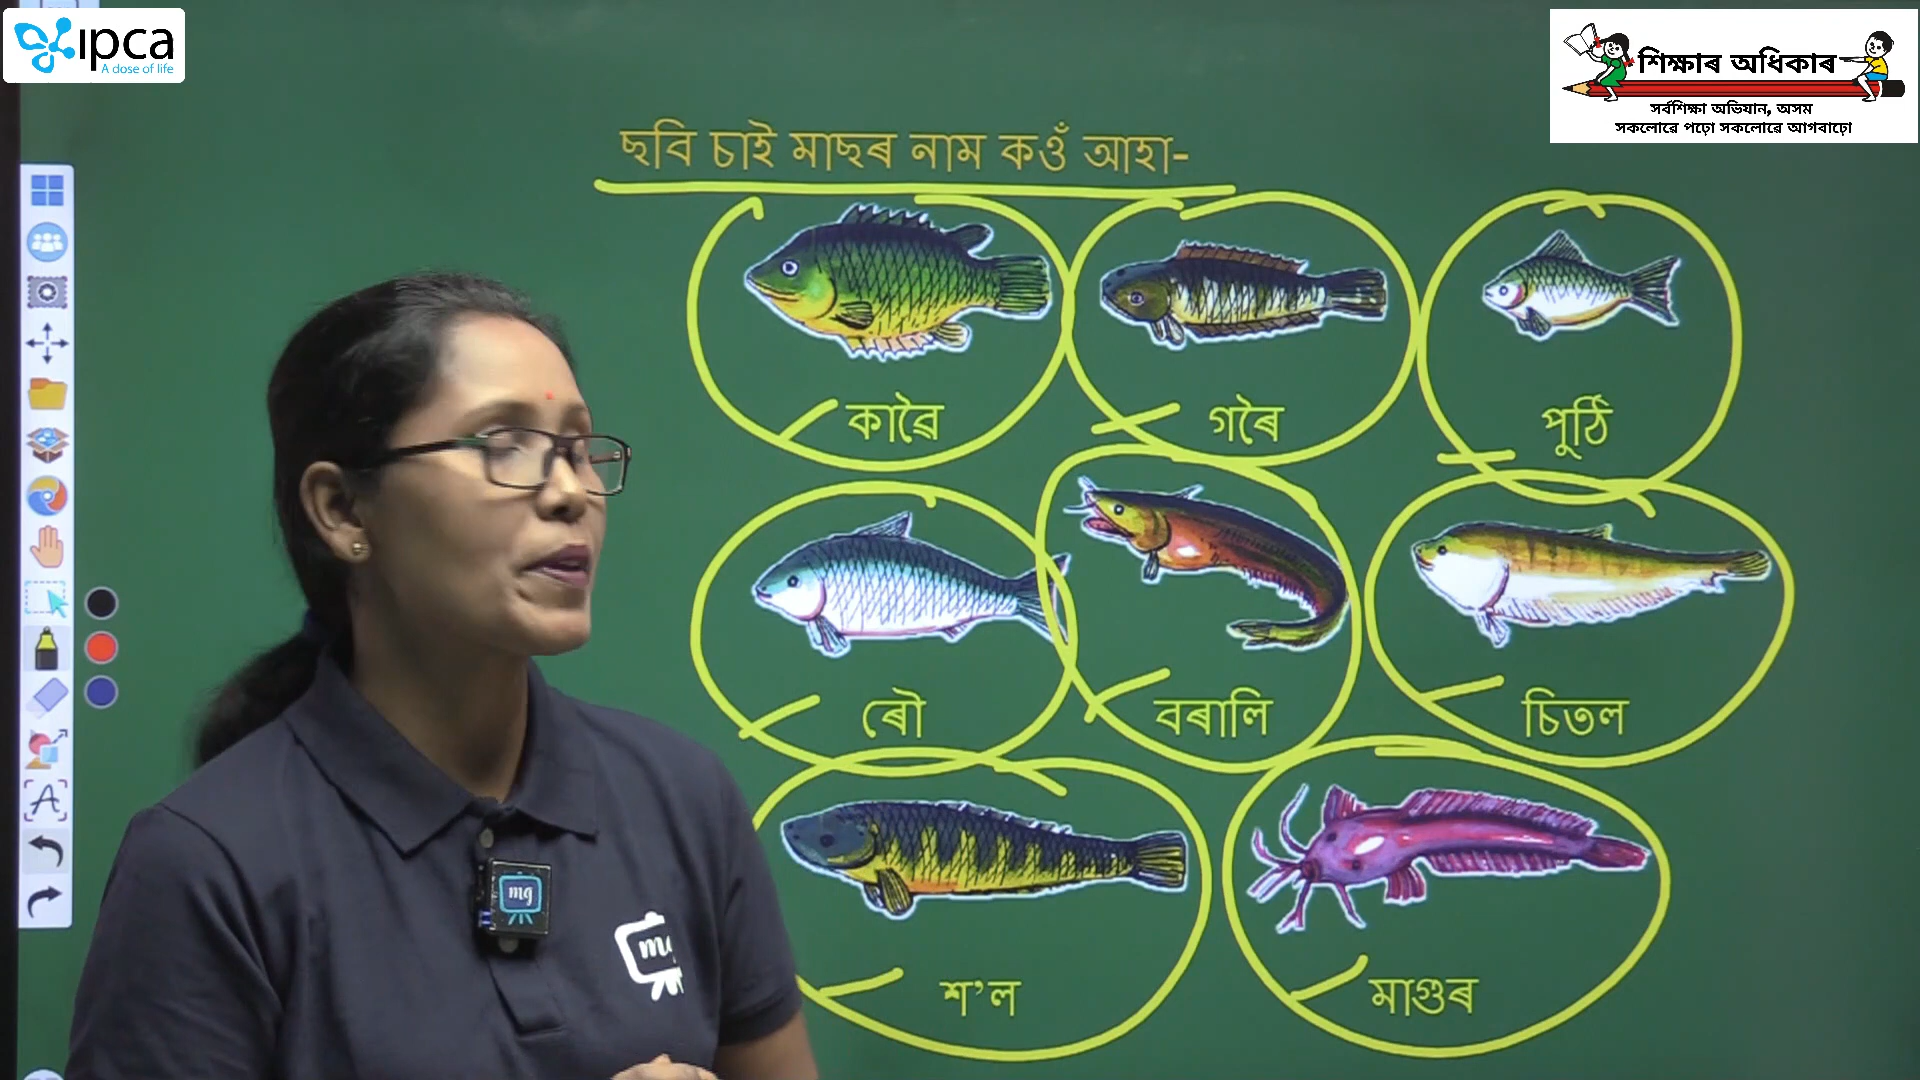 ipca
A dose of life
শিক্ষাৰ অধিকাৰ
সৰ্বশিক্ষা অভিযান, অসম
সকলোৱে পঢ়ো সকলোৱে আগবাঢ়ো
ছবি চাই মাছৰ নাম কওঁ আহা-
কাৱৈ
গৰৈ
পুঠি
ৰৌ
বৰালি
চিতল
শ’ল
মাগুৰ
mg